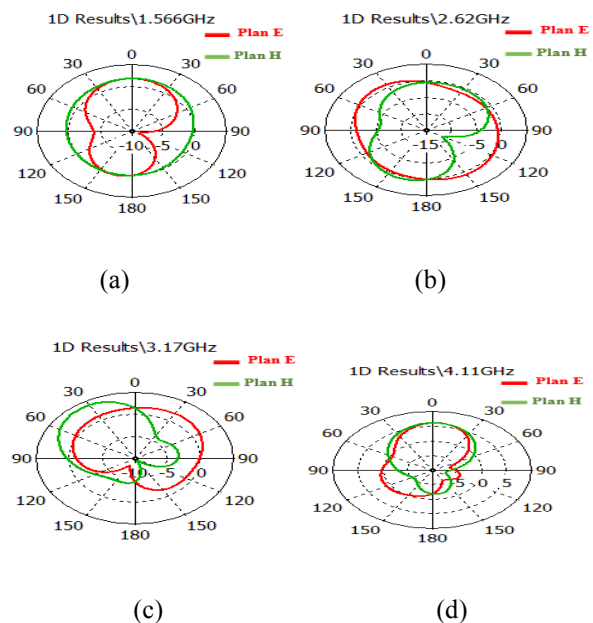 1D Results\1.566GHz
Plan E
Plan H
0
30 30
60 60
90 -10 -5 0 90
120 120
150 150
180
(a)
1D Results\2.62GHz
Plan E
Plan H
0
30 30
60 60
90 15 -5 0 90
120 120
150 150
180
(b)
1D Results\3.17GHz
Plan E
Plan H
0
30 30
60 60
90 -10 -5 0 90
120 120
150 150
180
(c)
1D Results\4.11GHz
Plan E
Plan H
0
30 30
60 60
90 -5 0 5 90
120 120
150 150
180
(d)